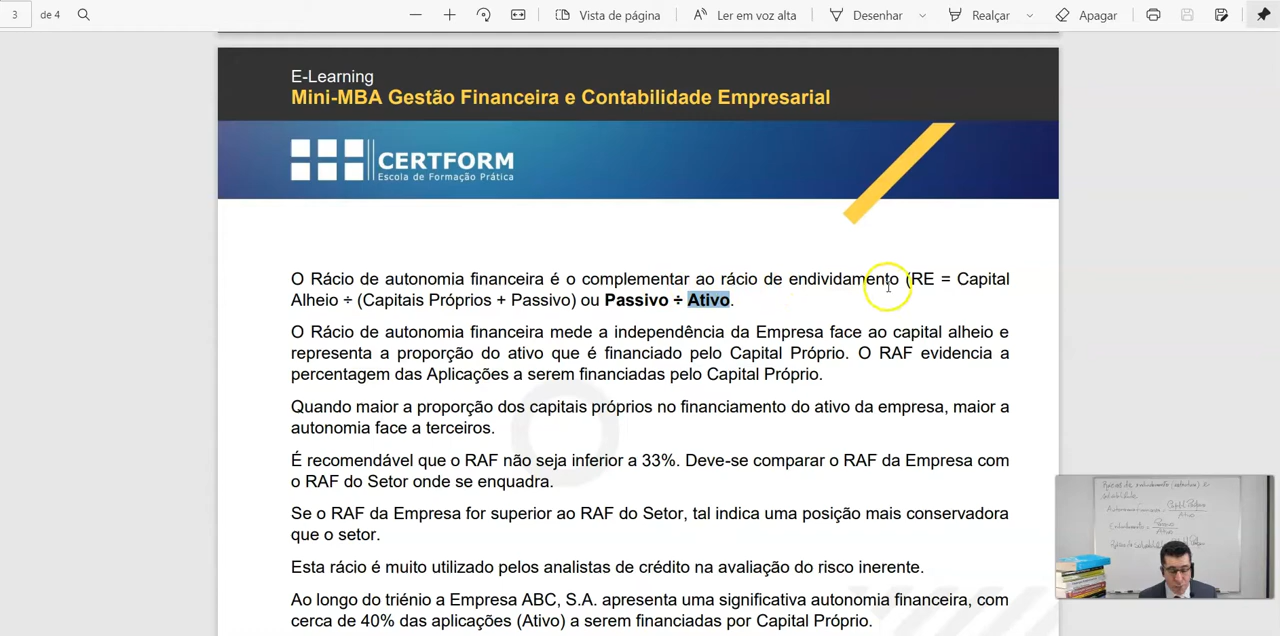 3 de 4 Vista de página Ler em voz alta Desenhar Realçar Apagar
E-Learning
Mini-MBA Gestão Financeira e Contabilidade Empresarial
CERTFORM
Escola de Formação Prática
O Rácio de autonomia financeira é o complementar ao rácio de endividamento (RE = Capital
Alheio ÷ (Capitais Próprios + Passivo) ou Passivo ÷ Ativo.
O Rácio de autonomia financeira mede a independência da Empresa face ao capital alheio e
representa a proporção do ativo que é financiado pelo Capital Próprio. O RAF evidencia a
percentagem das Aplicações a serem financiadas pelo Capital Próprio.
Quando maior a proporção dos capitais próprios no financiamento do ativo da empresa, maior a
autonomia face a terceiros.
É recomendável que o RAF não seja inferior a 33%. Deve-se comparar o RAF da Empresa com
o RAF do Setor onde se enquadra.
Se o RAF da Empresa for superior ao RAF do Setor, tal indica uma posição mais conservadora
que o setor.
Esta rácio é muito utilizado pelos analistas de crédito na avaliação do risco inerente.
Ao longo do triénio a Empresa ABC, S.A. apresenta uma significativa autonomia financeira, com
cerca de 40% das aplicações (Ativo) a serem financiadas por Capital Próprio.